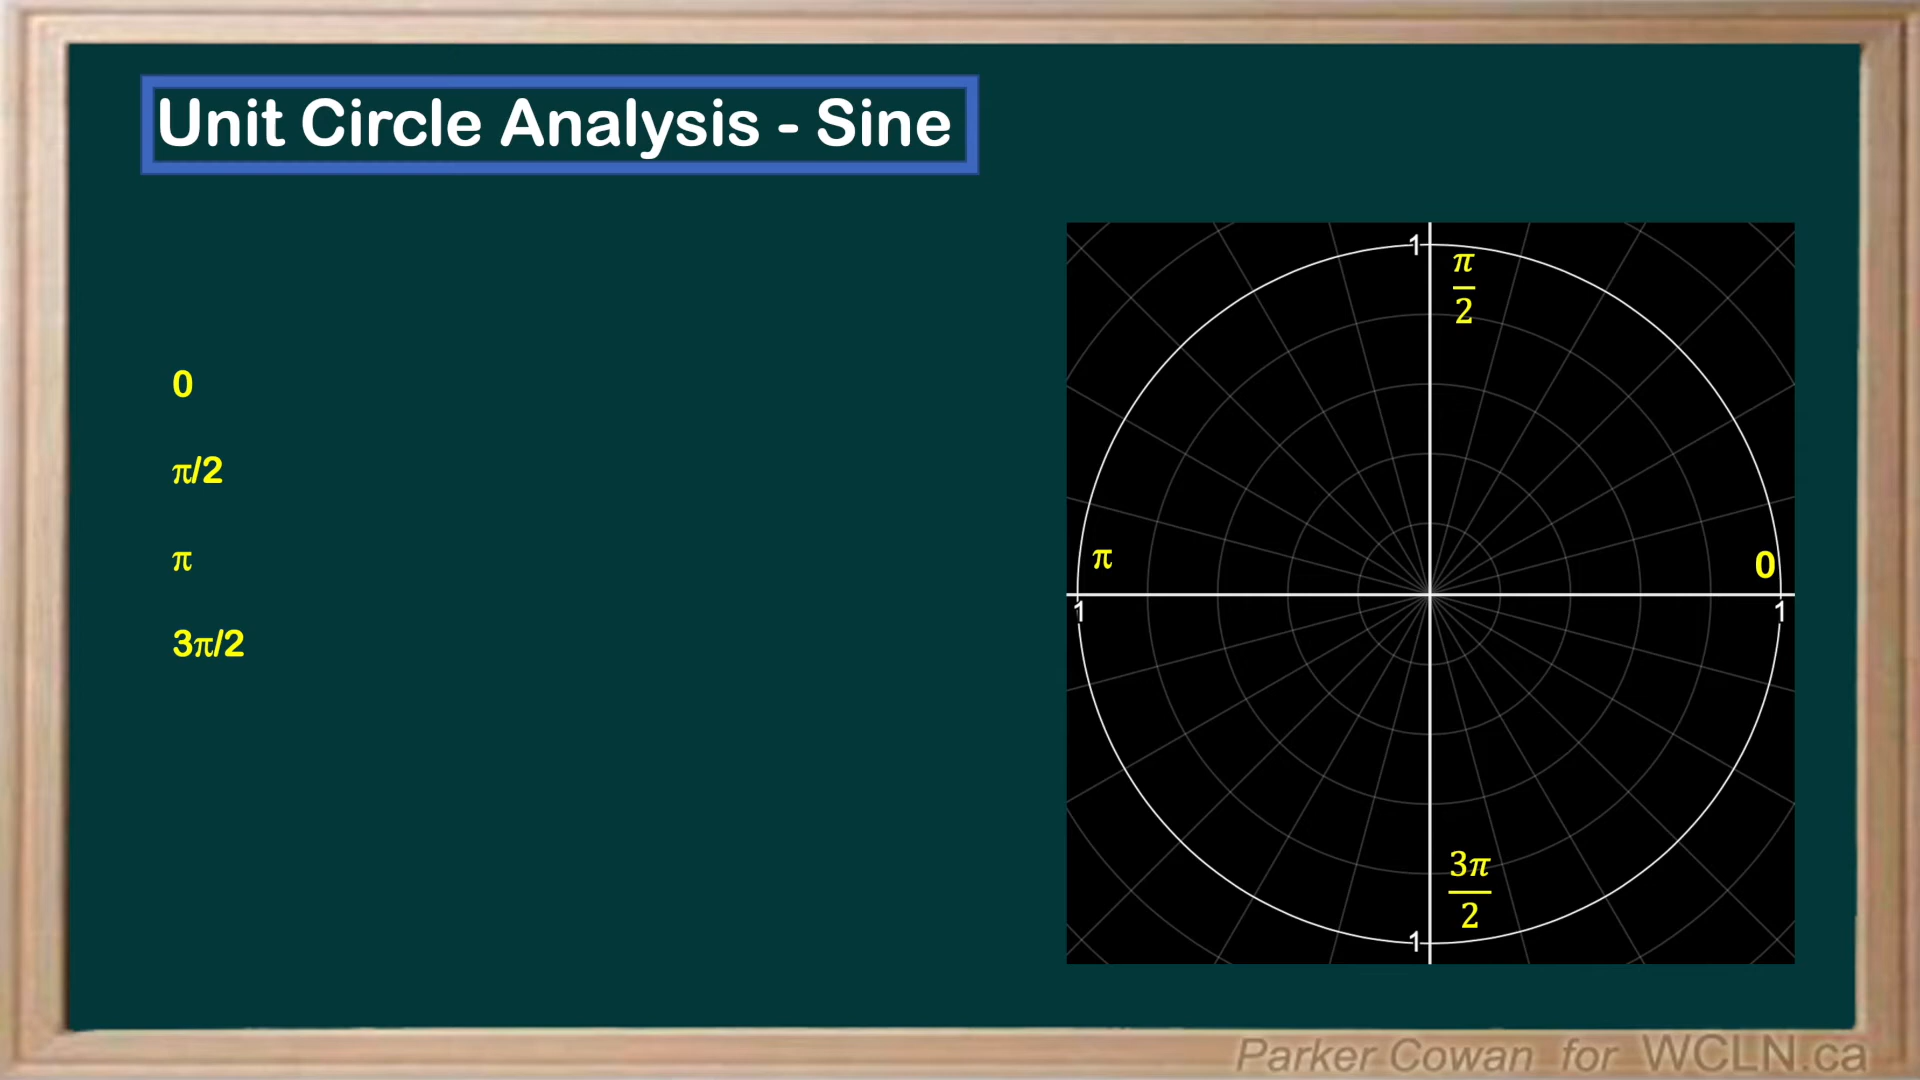 Unit Circle Analysis - Sine
0
π/2
π
3π/2
1
π
2
π
0
1
1
3π
2
1
Parker Cowan for WCLN.ca